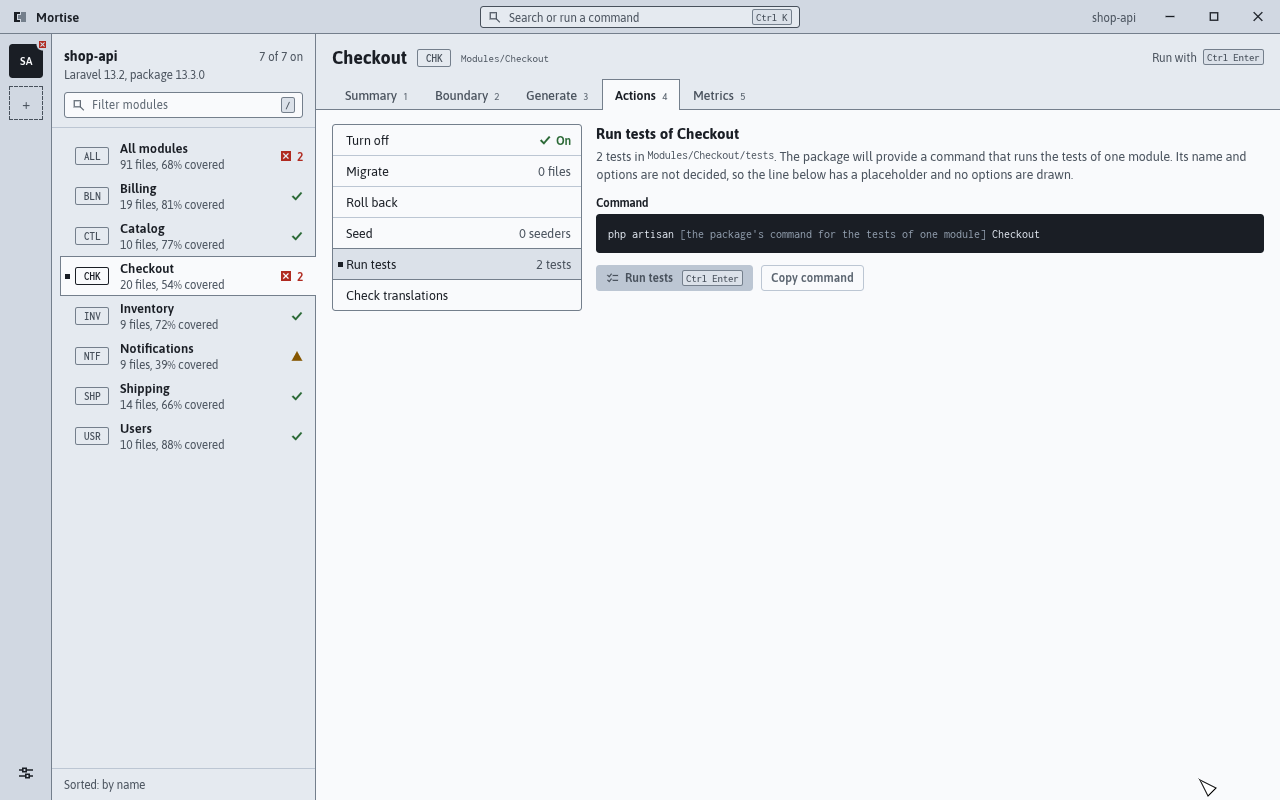 Mortise
Search or run a command
Ctrl K
shop-api
SA
+
shop-api
7 of 7 on
Laravel 13.2, package 13.3.0
Filter modules
/
ALL
All modules
91 files, 68% covered
2
BLN
Billing
19 files, 81% covered
CTL
Catalog
10 files, 77% covered
CHK
Checkout
20 files, 54% covered
2
INV
Inventory
9 files, 72% covered
NTF
Notifications
9 files, 39% covered
SHP
Shipping
14 files, 66% covered
USR
Users
10 files, 88% covered
Sorted: by name
Checkout
CHK
Modules/Checkout
Run with
Ctrl Enter
Summary 1
Boundary 2
Generate 3
Actions 4
Metrics 5
Turn off
On
Migrate
0 files
Roll back
Seed
0 seeders
Run tests
2 tests
Check translations
Run tests of Checkout
2 tests in Modules/Checkout/tests. The package will provide a command that runs the tests of one module. Its name and
options are not decided, so the line below has a placeholder and no options are drawn.
Command
php artisan [the package's command for the tests of one module] Checkout
Run tests
Ctrl Enter
Copy command